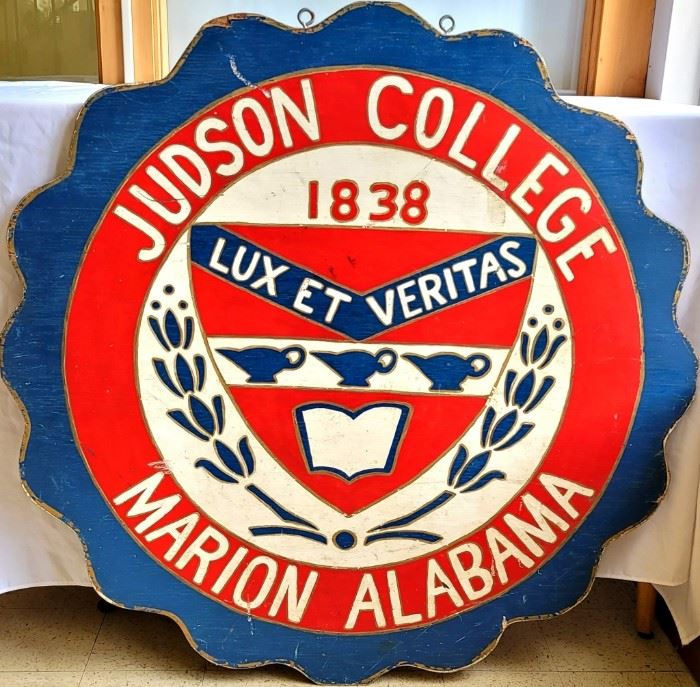 JUDSON COLLEGE
1838
LUX ET VERITAS
MARION ALABAMA